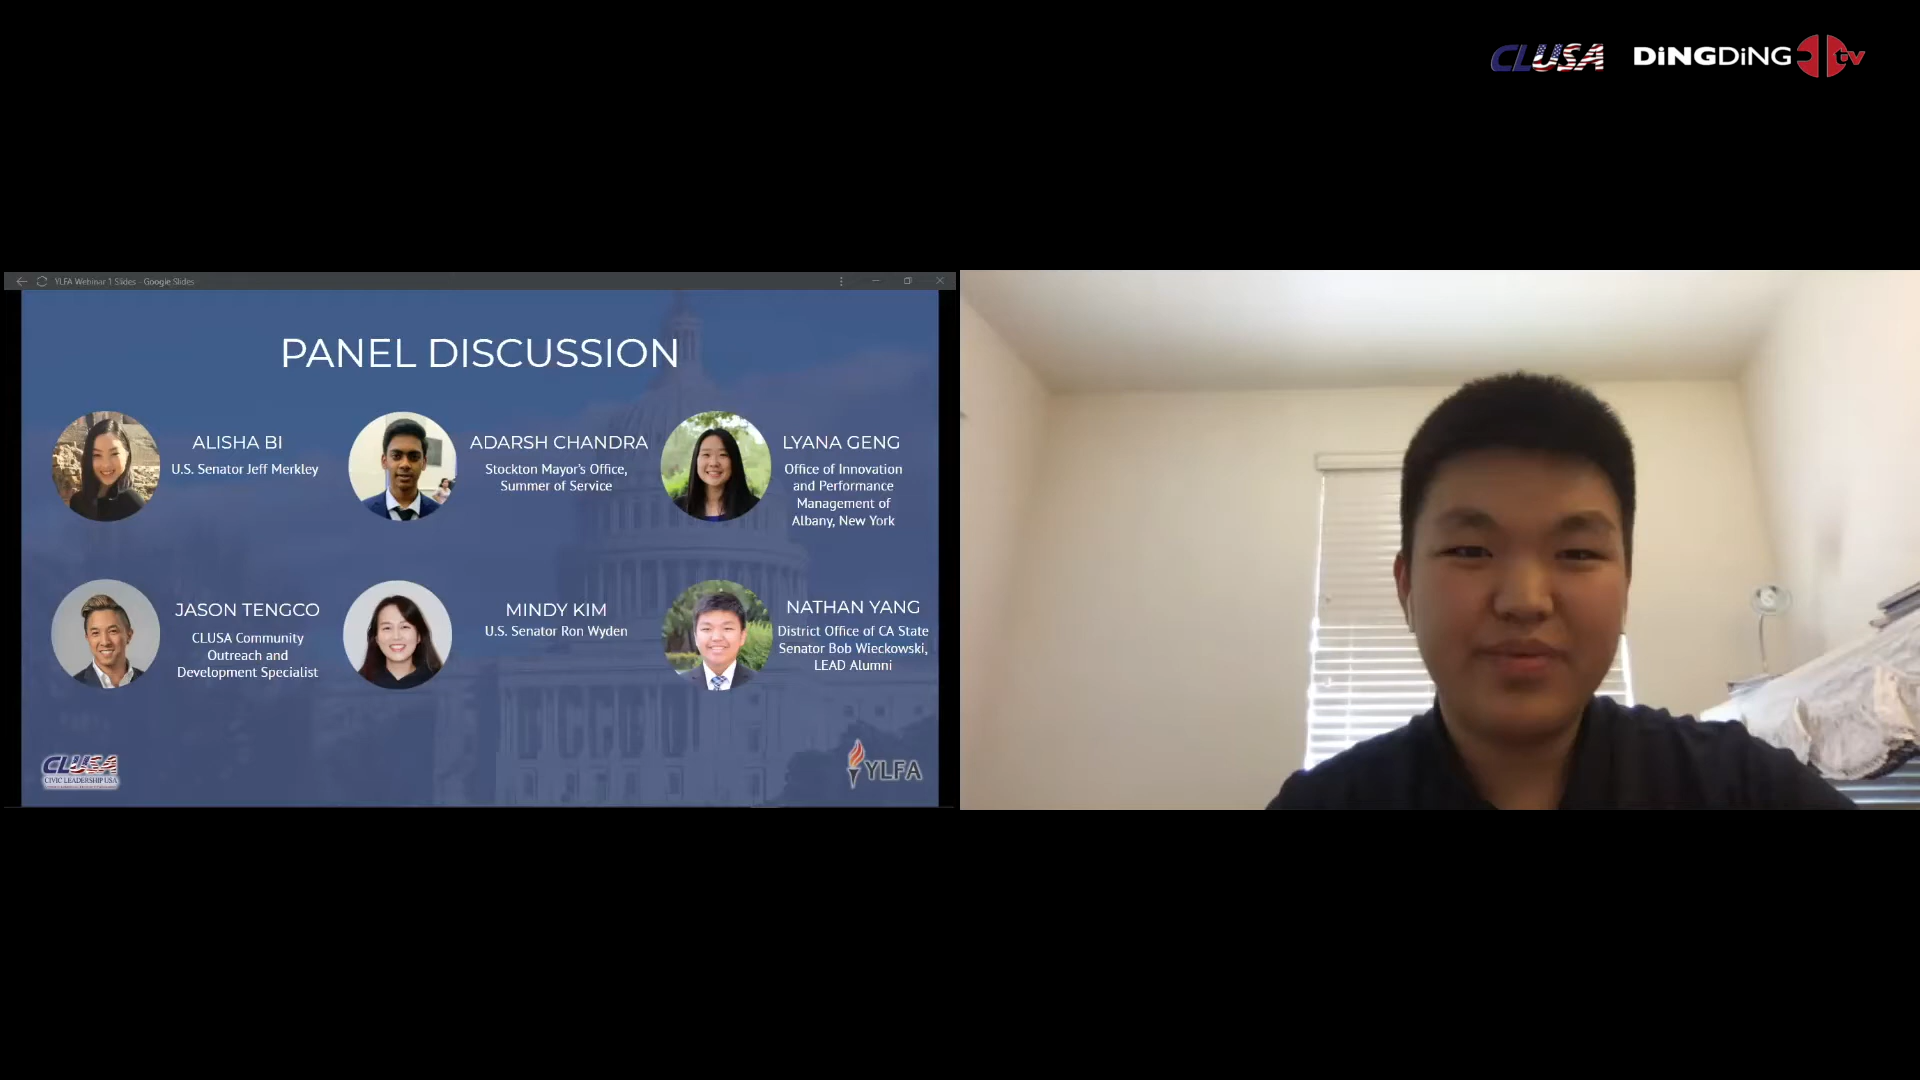 CLUSA DiNGDiNG tv
YLFA Webinar 1 Slides - Google Slides
PANEL DISCUSSION
ALISHA BI
U.S. Senator Jeff Merkley
ADARSH CHANDRA
Stockton Mayor's Office,
Summer of Service
LYANA GENG
Office of Innovation
and Performance
Management of
Albany, New York
JASON TENGCO
CLUSA Community
Outreach and
Development Specialist
MINDY KIM
U.S. Senator Ron Wyden
NATHAN YANG
District Office of CA State
Senator Bob Wieckowski,
LEAD Alumni
CLUSA
CIVIC LEADERSHIP USA
YLFA